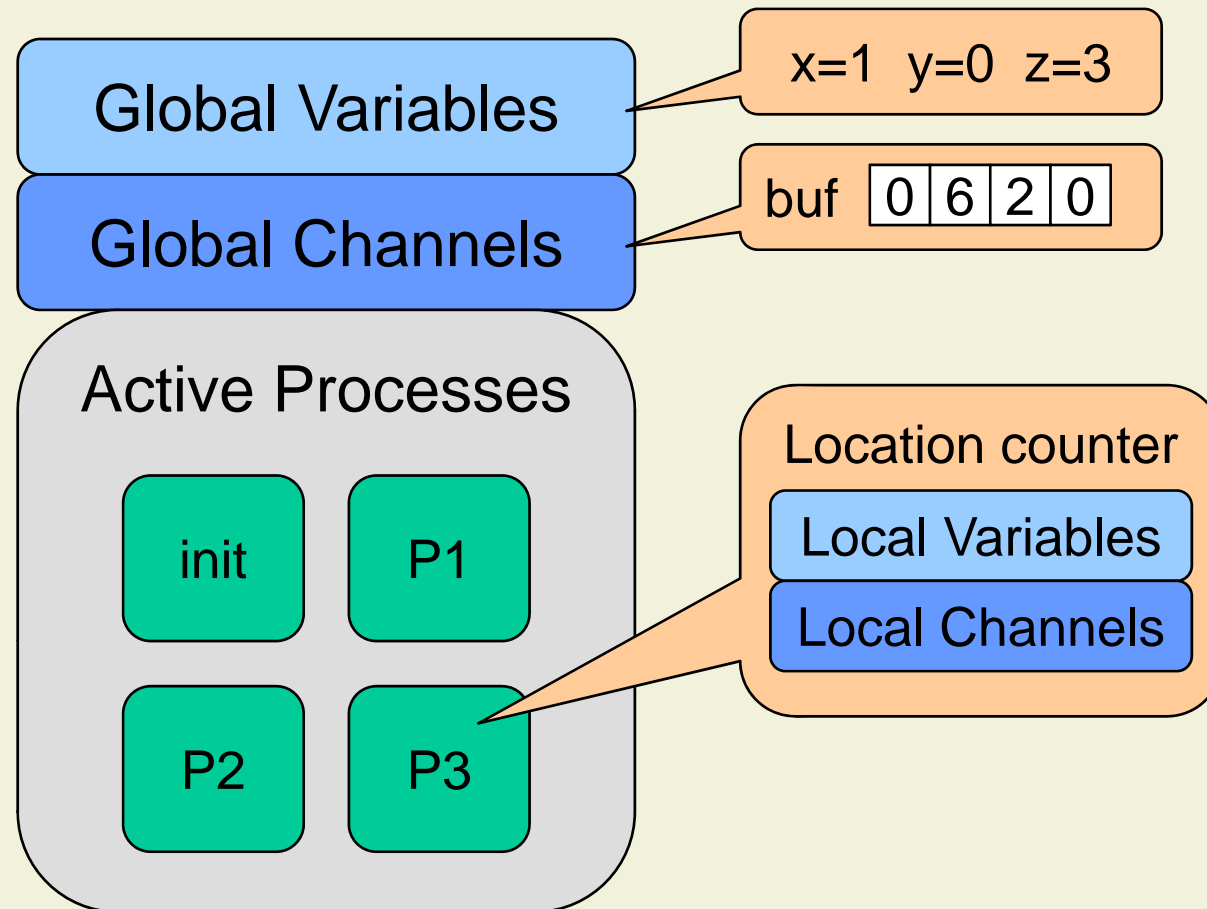 Global Variables
x=1 y=0 z=3
Global Channels
buf 0 6 2 0
Active Processes
init P1
P2 P3
Location counter
Local Variables
Local Channels